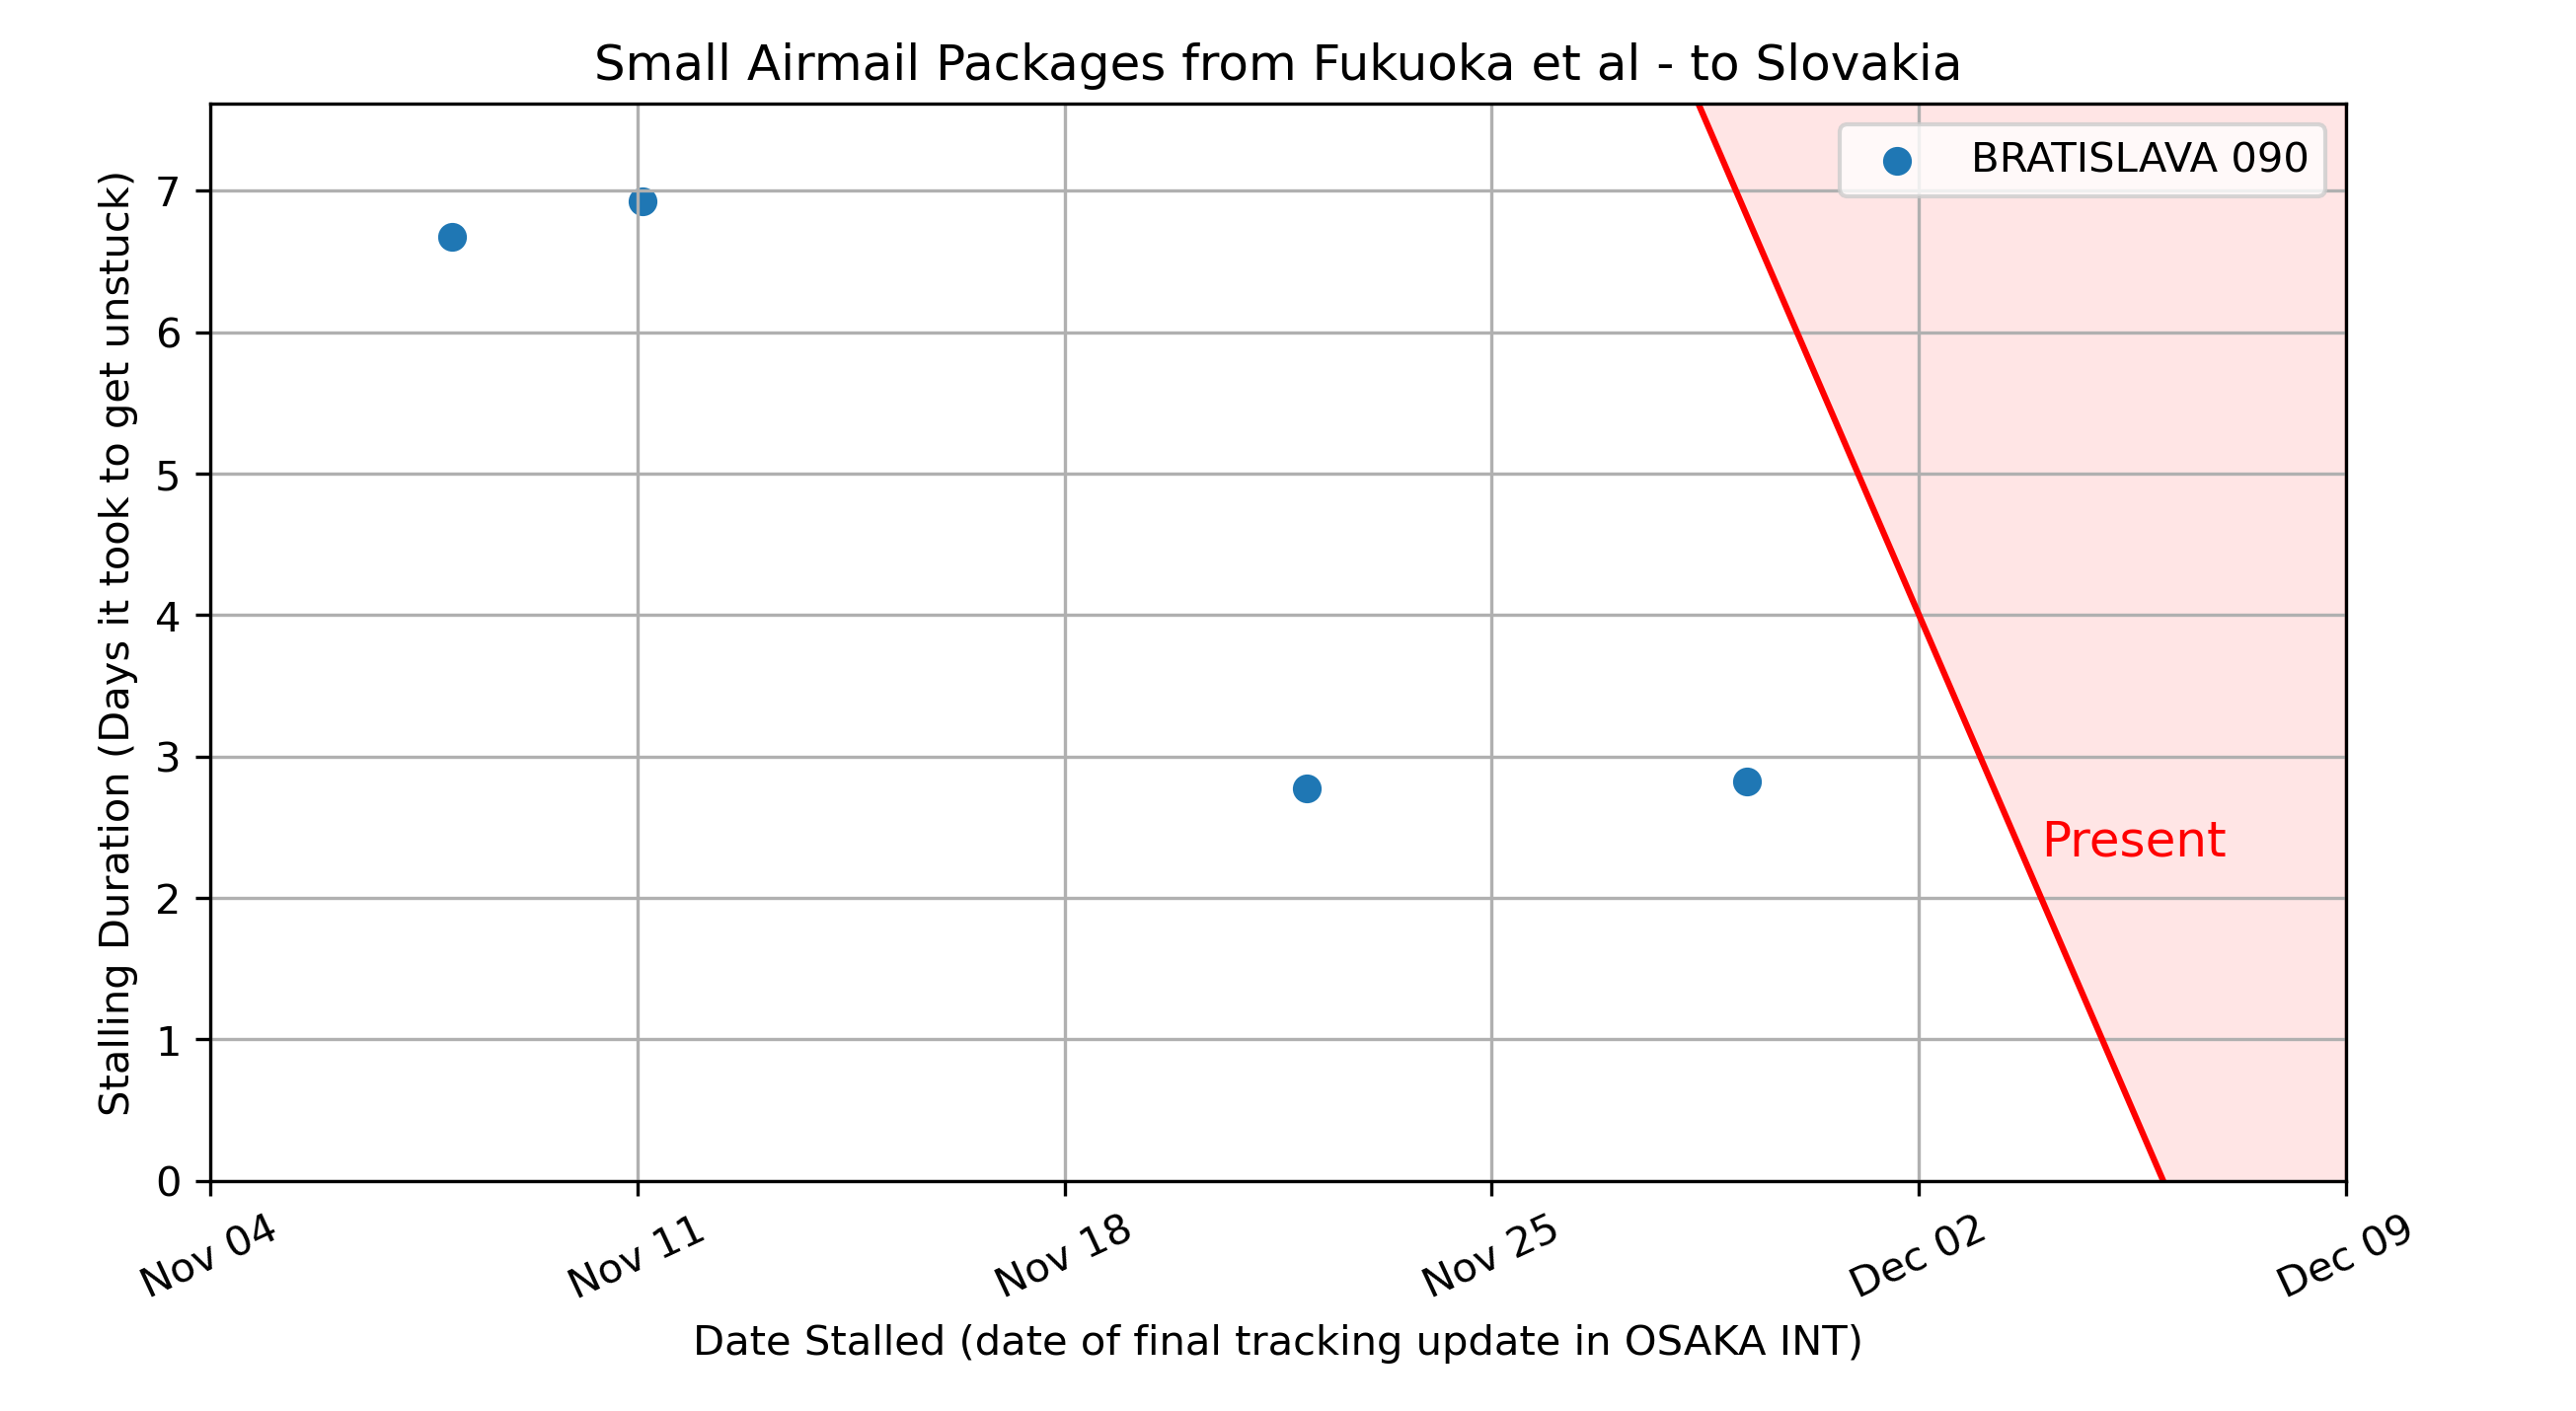 Small Airmail Packages from Fukuoka et al - to Slovakia
BRATISLAVA 090
Stalling Duration (Days it took to get unstuck)
7
6
5
4
3
2
1
0
Present
Nov 04
Nov 11
Nov 18
Nov 25
Dec 02
Dec 09
Date Stalled (date of final tracking update in OSAKA INT)